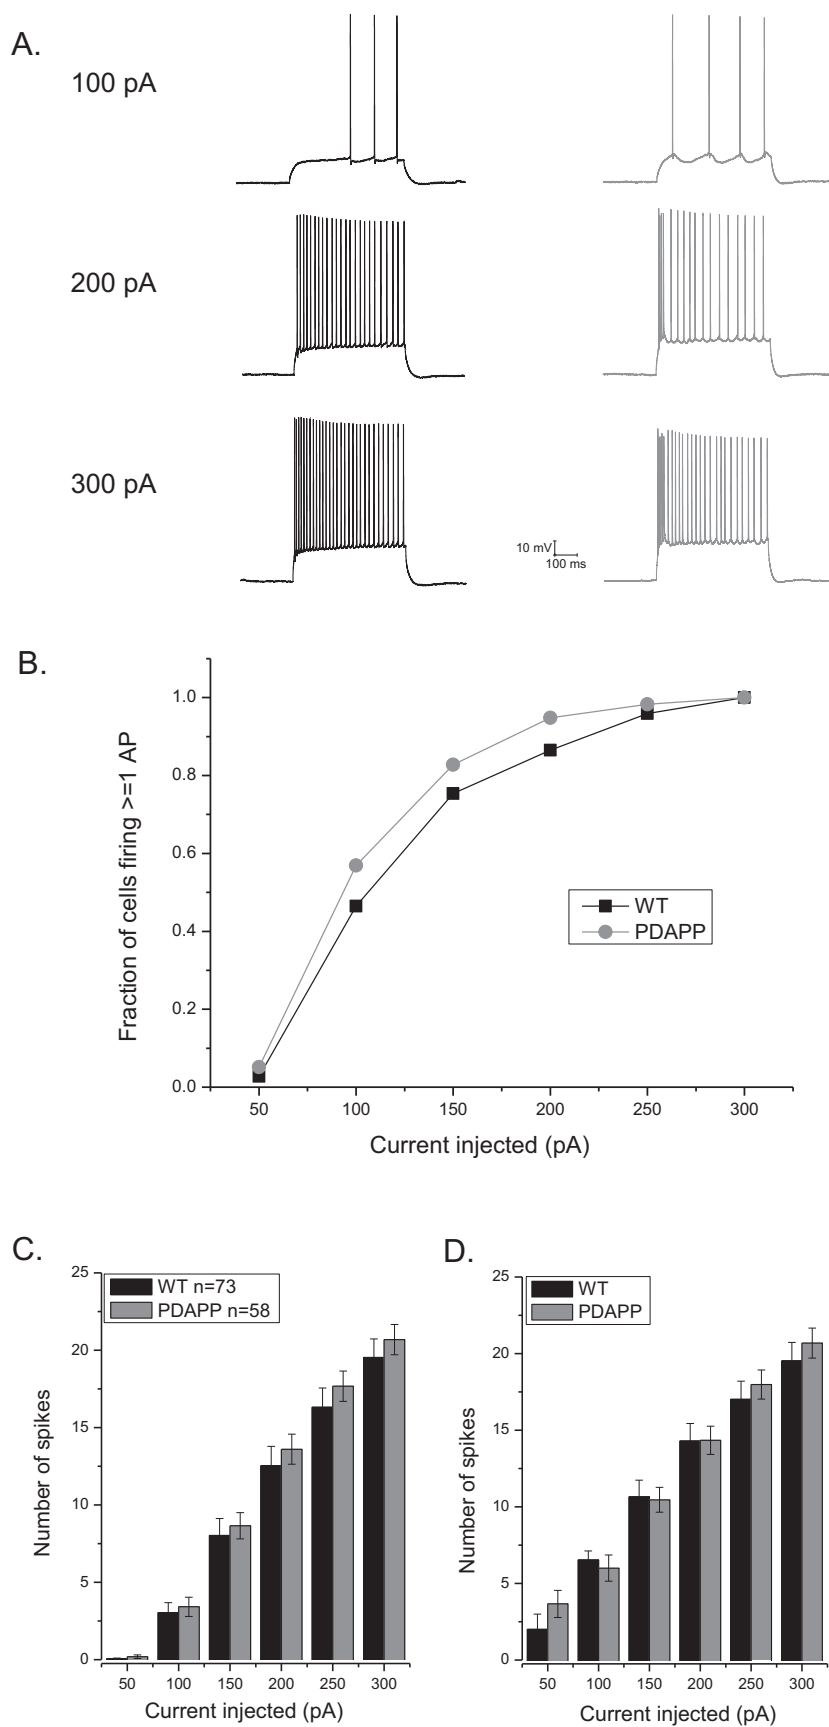 A.
100 pA
200 pA
300 pA
10 mV
100 ms
B.
Fraction of cells firing >=1 AP
1.0
0.8
0.6
0.4
0.2
0.0
WT
PDAPP
50 100 150 200 250 300
Current injected (pA)
C.
WT n=73
PDAPP n=58
Number of spikes
25
20
15
10
5
0
50 100 150 200 250 300
Current injected (pA)
D.
WT
PDAPP
Number of spikes
25
20
15
10
5
0
50 100 150 200 250 300
Current injected (pA)